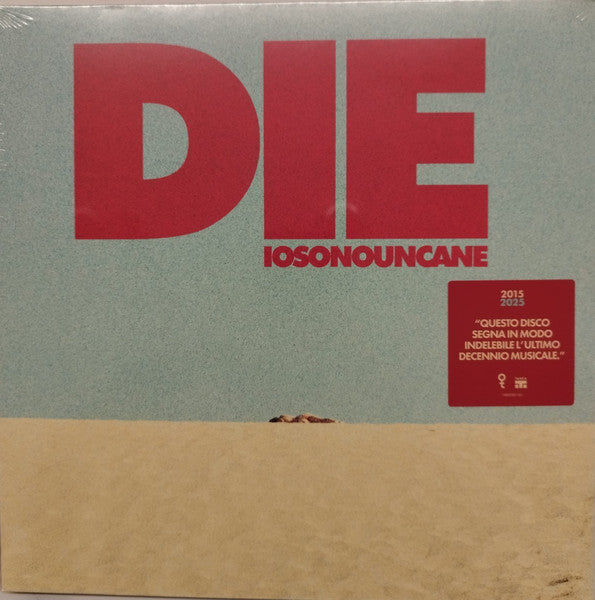 DIE
IOSONOUNCANE
2015
2025
"QUESTO DISCO
SEGNA IN MODO
INDELEBILE L'ULTIMO
DECENNIO MUSICALE."